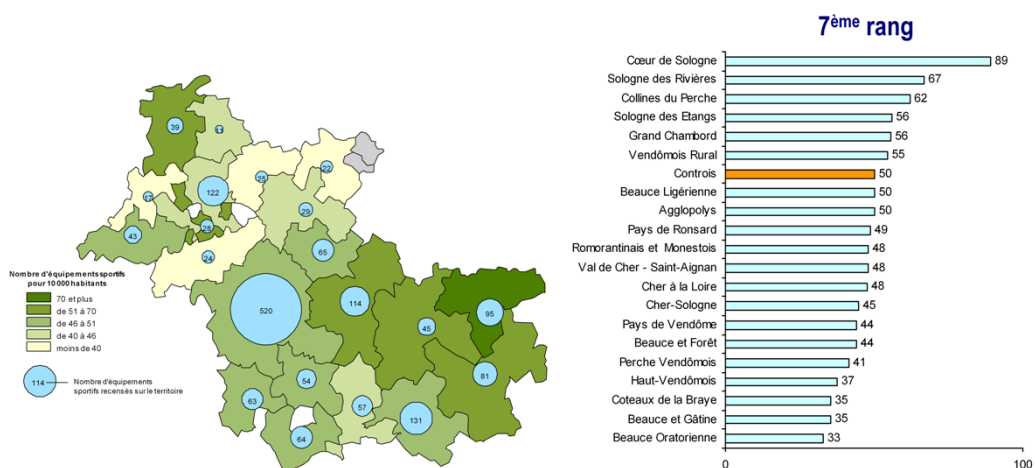 7ème rang
39
11
122
25
22
17
28
29
43
24
65
520
114
45
95
81
54
63
57
131
64
Nombre d'équipements sportifs
pour 10 000 habitants
70 et plus
de 51 à 70
de 46 à 51
de 40 à 46
moins de 40
114
Nombre d'équipements
sportifs recensés sur le territoire
Cœur de Sologne 89
Sologne des Rivières 67
Collines du Perche 62
Sologne des Etangs 56
Grand Chambord 56
Vendômois Rural 55
Controis 50
Beauce Ligérienne 50
Agglopolys 50
Pays de Ronsard 49
Romorantinais et Monestois 48
Val de Cher - Saint-Aignan 48
Cher à la Loire 48
Cher-Sologne 45
Pays de Vendôme 44
Beauce et Forêt 44
Perche Vendômois 41
Haut-Vendômois 37
Coteaux de la Braye 35
Beauce et Gâtine 35
Beauce Oratorienne 33
0 100